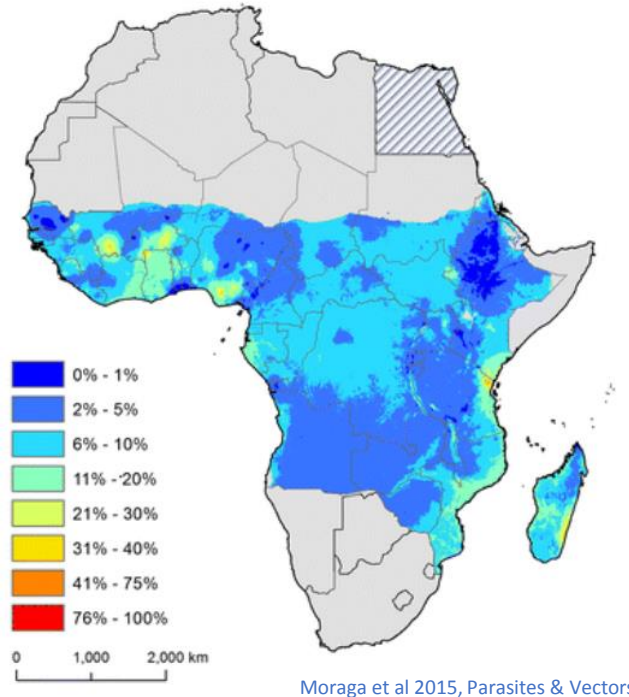 0% - 1%
2% - 5%
6% - 10%
11% - 20%
21% - 30%
31% - 40%
41% - 75%
76% - 100%
0 1,000 2,000 km
Moraga et al 2015, Parasites & Vectors